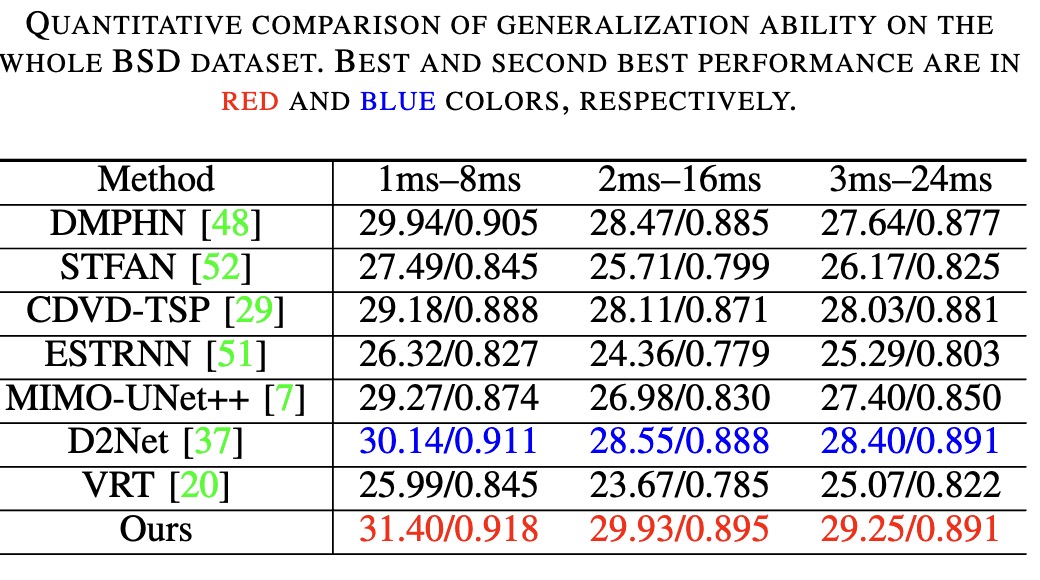 QUANTITATIVE COMPARISON OF GENERALIZATION ABILITY ON THE
WHOLE BSD DATASET. BEST AND SECOND BEST PERFORMANCE ARE IN
RED AND BLUE COLORS, RESPECTIVELY.
Method 1ms–8ms 2ms–16ms 3ms–24ms
DMPHN [48] 29.94/0.905 28.47/0.885 27.64/0.877
STFAN [52] 27.49/0.845 25.71/0.799 26.17/0.825
CDVD-TSP [29] 29.18/0.888 28.11/0.871 28.03/0.881
ESTRNN [51] 26.32/0.827 24.36/0.779 25.29/0.803
MIMO-UNet++ [7] 29.27/0.874 26.98/0.830 27.40/0.850
D2Net [37] 30.14/0.911 28.55/0.888 28.40/0.891
VRT [20] 25.99/0.845 23.67/0.785 25.07/0.822
Ours 31.40/0.918 29.93/0.895 29.25/0.891